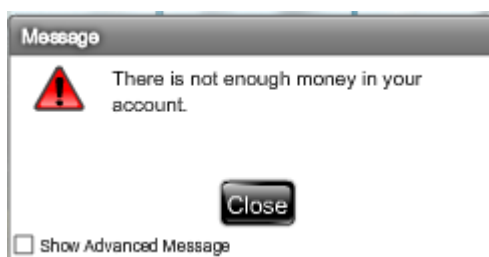 Message
There is not enough money in your
account.
Close
Show Advanced Message